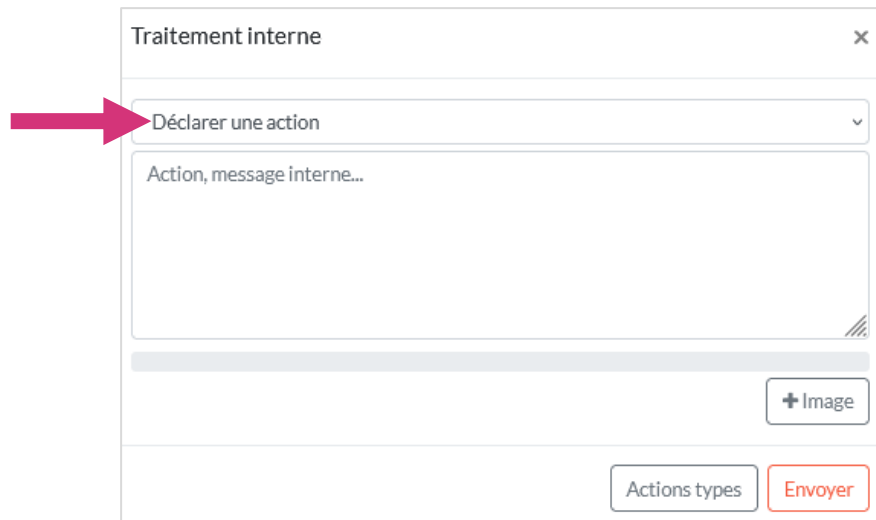 Traitement interne ×
Déclarer une action
Action, message interne...
+ Image
Actions types Envoyer